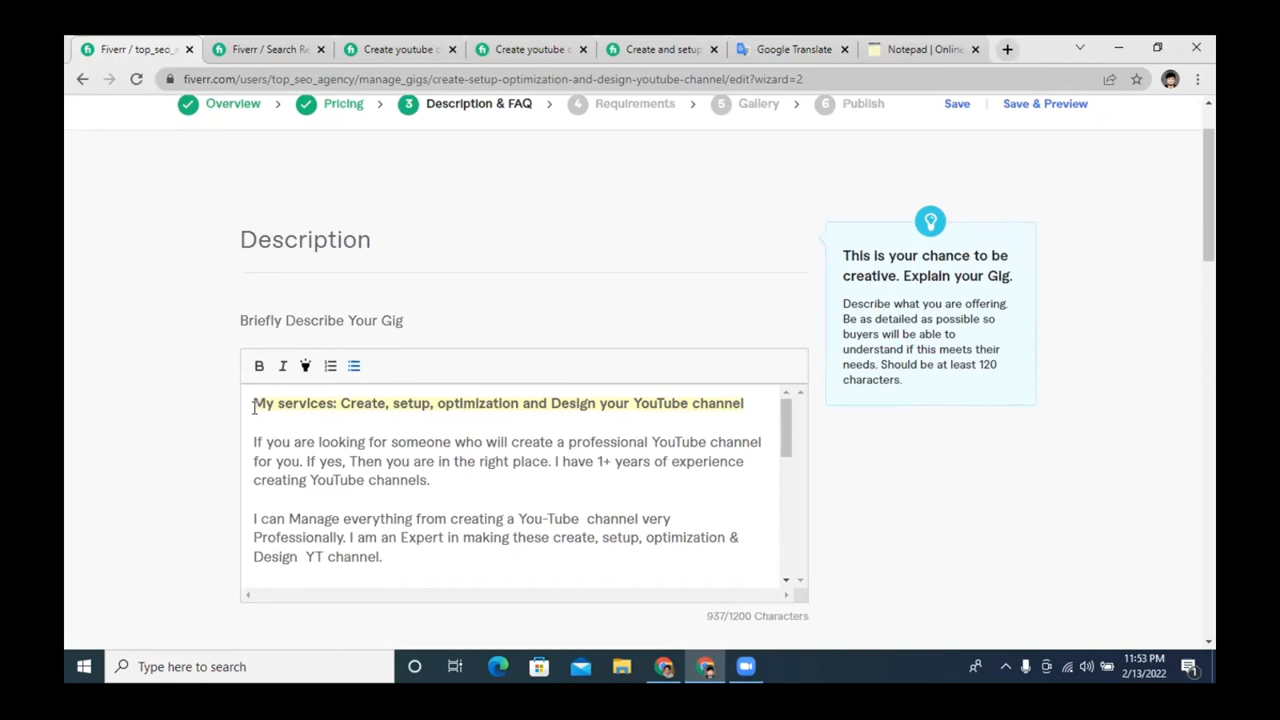 Fiverr / top_seo_a
Fiverr / Search Re
Create youtube c
Create youtube c
Create and setup
Google Translate
Notepad | Online
fiverr.com/users/top_seo_agency/manage_gigs/create-setup-optimization-and-design-youtube-channel/edit?wizard=2
Overview
Pricing
3 Description & FAQ
4 Requirements
5 Gallery
6 Publish
Save
Save & Preview
Description
This is your chance to be
creative. Explain your Gig.
Describe what you are offering.
Be as detailed as possible so
buyers will be able to
understand if this meets their
needs. Should be at least 120
characters.
Briefly Describe Your Gig
B I
My services: Create, setup, optimization and Design your YouTube channel
If you are looking for someone who will create a professional YouTube channel
for you. If yes, Then you are in the right place. I have 1+ years of experience
creating YouTube channels.
I can Manage everything from creating a You-Tube channel very
Professionally. I am an Expert in making these create, setup, optimization &
Design YT channel.
937/1200 Characters
Type here to search
11:53 PM
2/13/2022
1